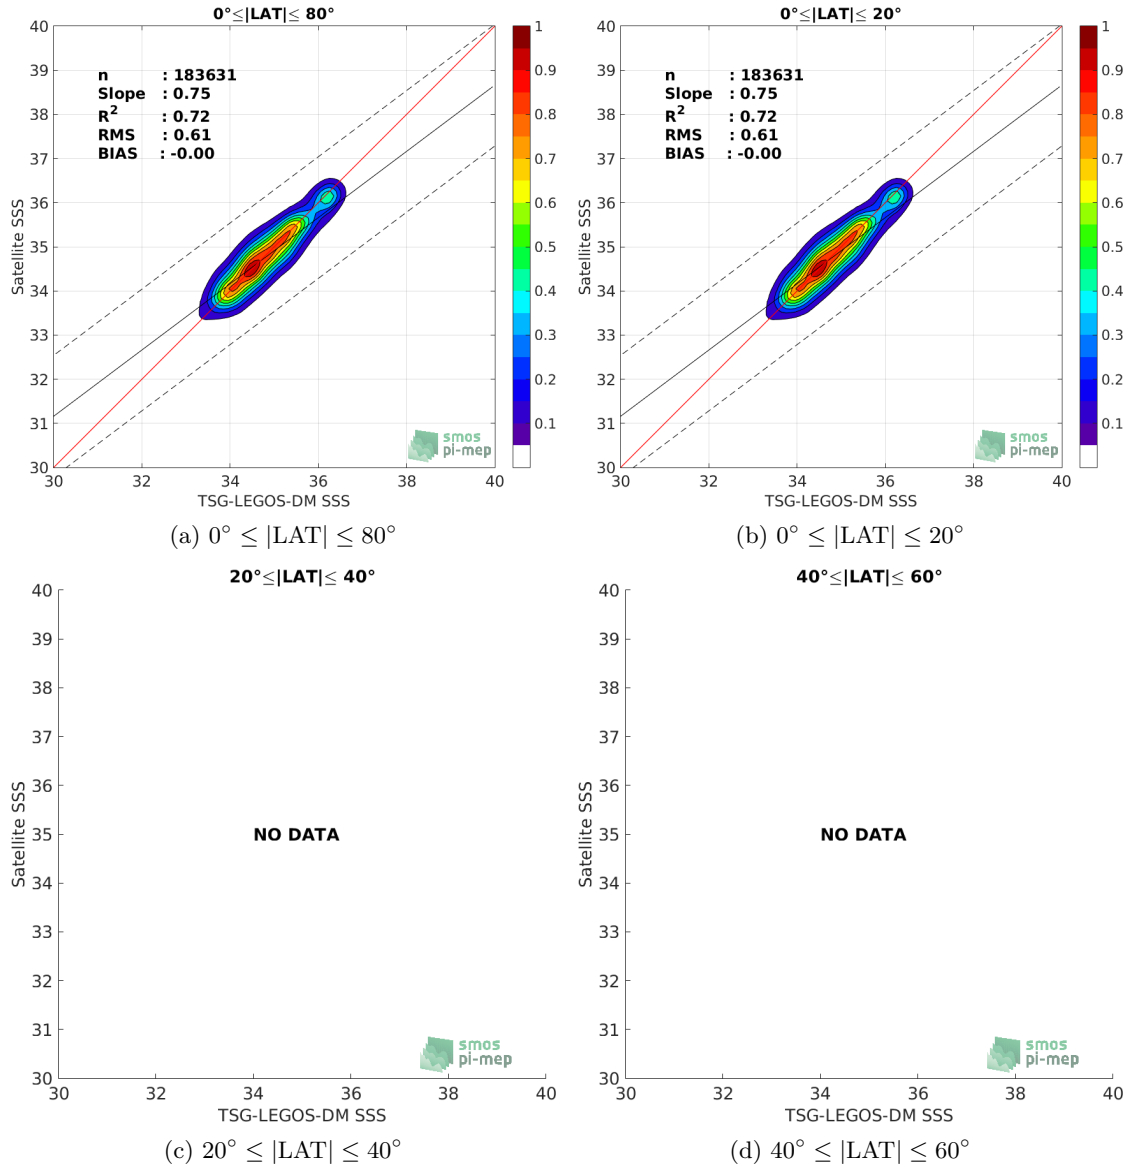 0°≤|LAT|≤ 80°
40
39
38
37
36
35
34
33
32
31
30
Satellite SSS
n : 183631
Slope : 0.75
R² : 0.72
RMS : 0.61
BIAS : -0.00
smos
pi-mep
30 32 34 36 38 40
TSG-LEGOS-DM SSS
1
0.9
0.8
0.7
0.6
0.5
0.4
0.3
0.2
0.1
(a) 0° ≤ |LAT| ≤ 80°
0°≤|LAT|≤ 20°
40
39
38
37
36
35
34
33
32
31
30
Satellite SSS
n : 183631
Slope : 0.75
R² : 0.72
RMS : 0.61
BIAS : -0.00
smos
pi-mep
30 32 34 36 38 40
TSG-LEGOS-DM SSS
1
0.9
0.8
0.7
0.6
0.5
0.4
0.3
0.2
0.1
(b) 0° ≤ |LAT| ≤ 20°
20°≤|LAT|≤ 40°
40
39
38
37
36
35
34
33
32
31
30
Satellite SSS
NO DATA
smos
pi-mep
30 32 34 36 38 40
TSG-LEGOS-DM SSS
(c) 20° ≤ |LAT| ≤ 40°
40°≤|LAT|≤ 60°
40
39
38
37
36
35
34
33
32
31
30
Satellite SSS
NO DATA
smos
pi-mep
30 32 34 36 38 40
TSG-LEGOS-DM SSS
(d) 40° ≤ |LAT| ≤ 60°